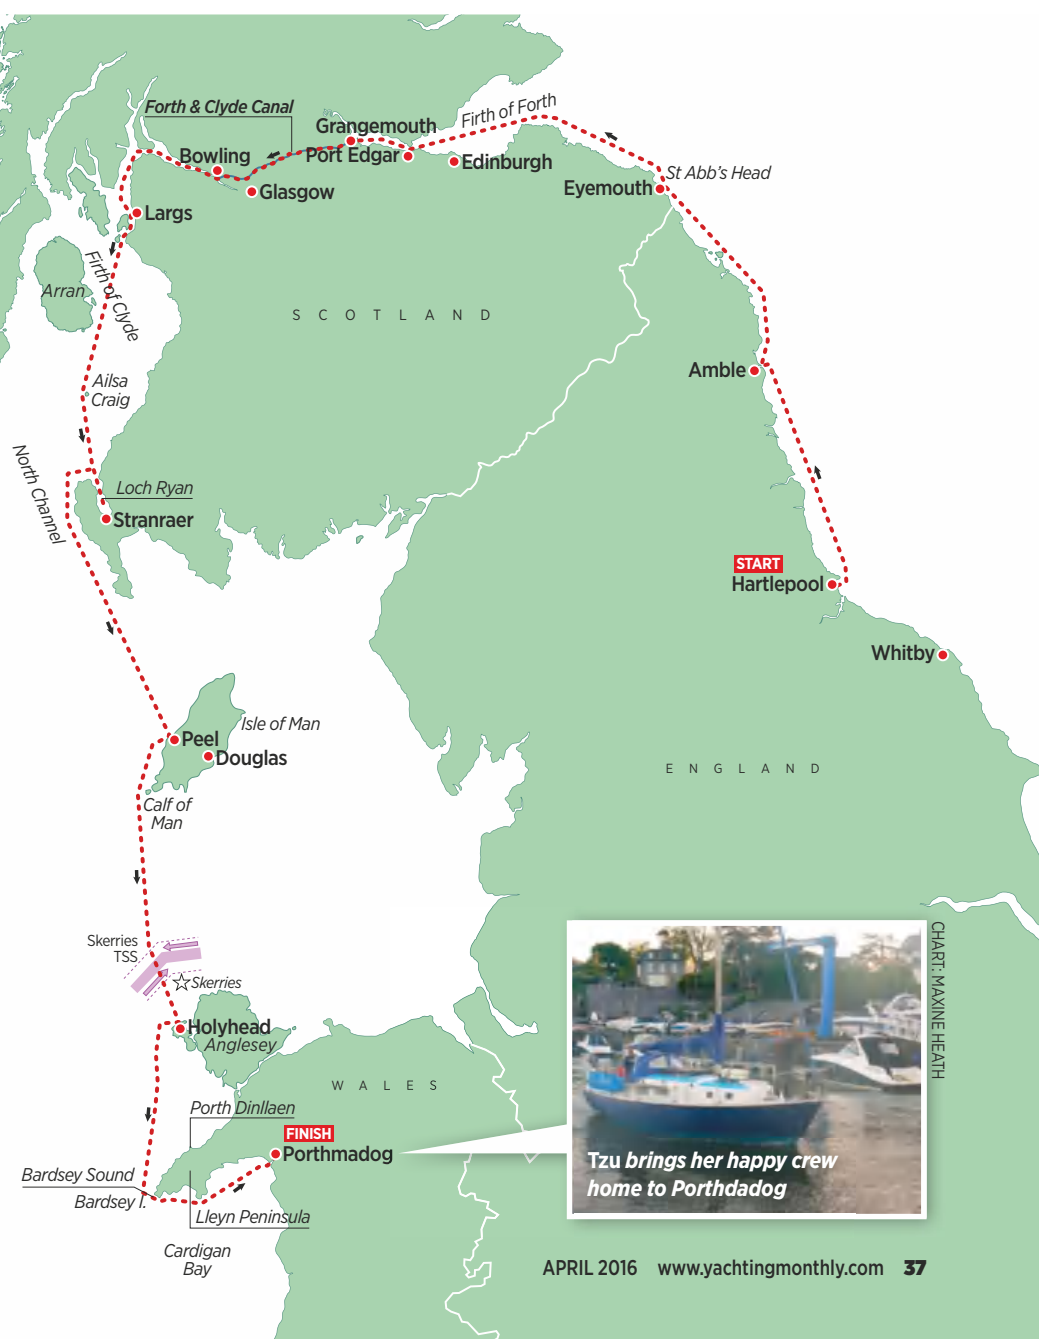 Forth & Clyde Canal
Firth of Forth
Grangemouth
Bowling
Port Edgar
Edinburgh
St Abb's Head
Eyemouth
Glasgow
Largs
Firth of Clyde
Arran
SCOTLAND
Amble
Ailsa
Craig
North Channel
Loch Ryan
Stranraer
START
Hartlepool
Whitby
Isle of Man
Peel
Douglas
ENGLAND
Calf of
Man
Skerries
TSS
Skerries
Holyhead
Anglesey
WALES
Porth Dinllaen
FINISH
Porthmadog
Bardsey Sound
Bardsey I.
Lleyn Peninsula
Cardigan
Bay
CHART: MAXINE HEATH
Tzu brings her happy crew
home to Porthdadog
APRIL 2016 www.yachtingmonthly.com 37